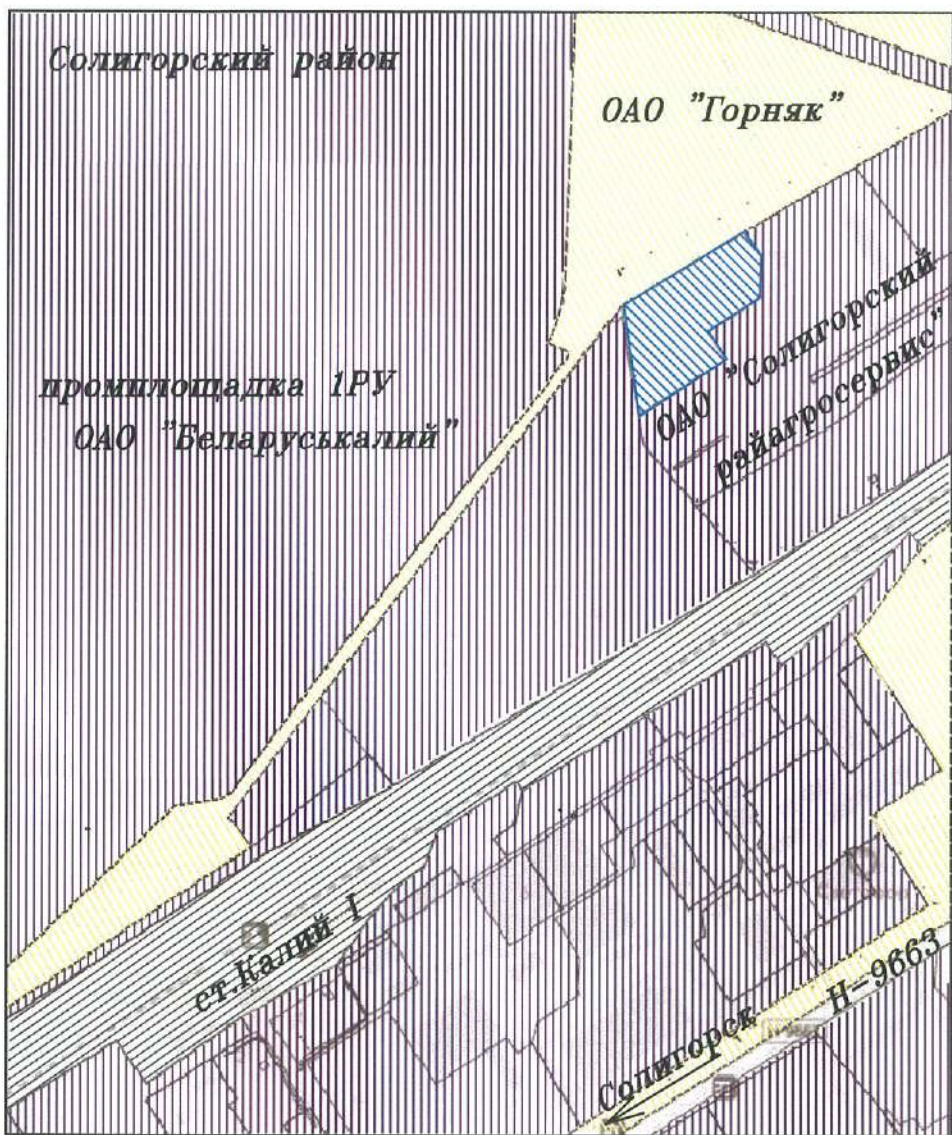 Солигорский район
ОАО "Горняк"
промплощадка 1РУ
ОАО "Беларуськалий"
ОАО "Солигорский
райагросервис"
ст.Калий I
Солигорск
Н-9663